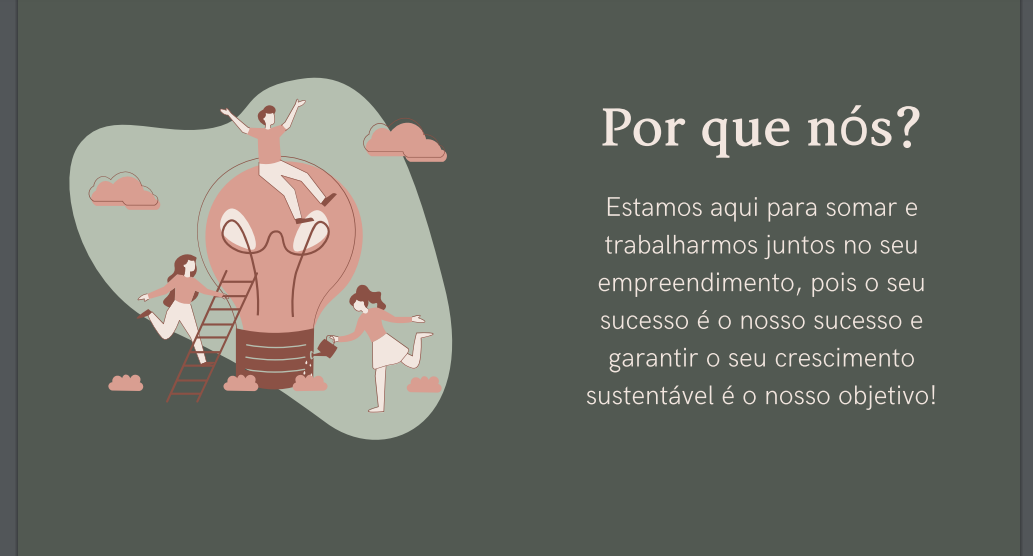 Por que nós?
Estamos aqui para somar e
trabalharmos juntos no seu
empreendimento, pois o seu
sucesso é o nosso sucesso e
garantir o seu crescimento
sustentável é o nosso objetivo!